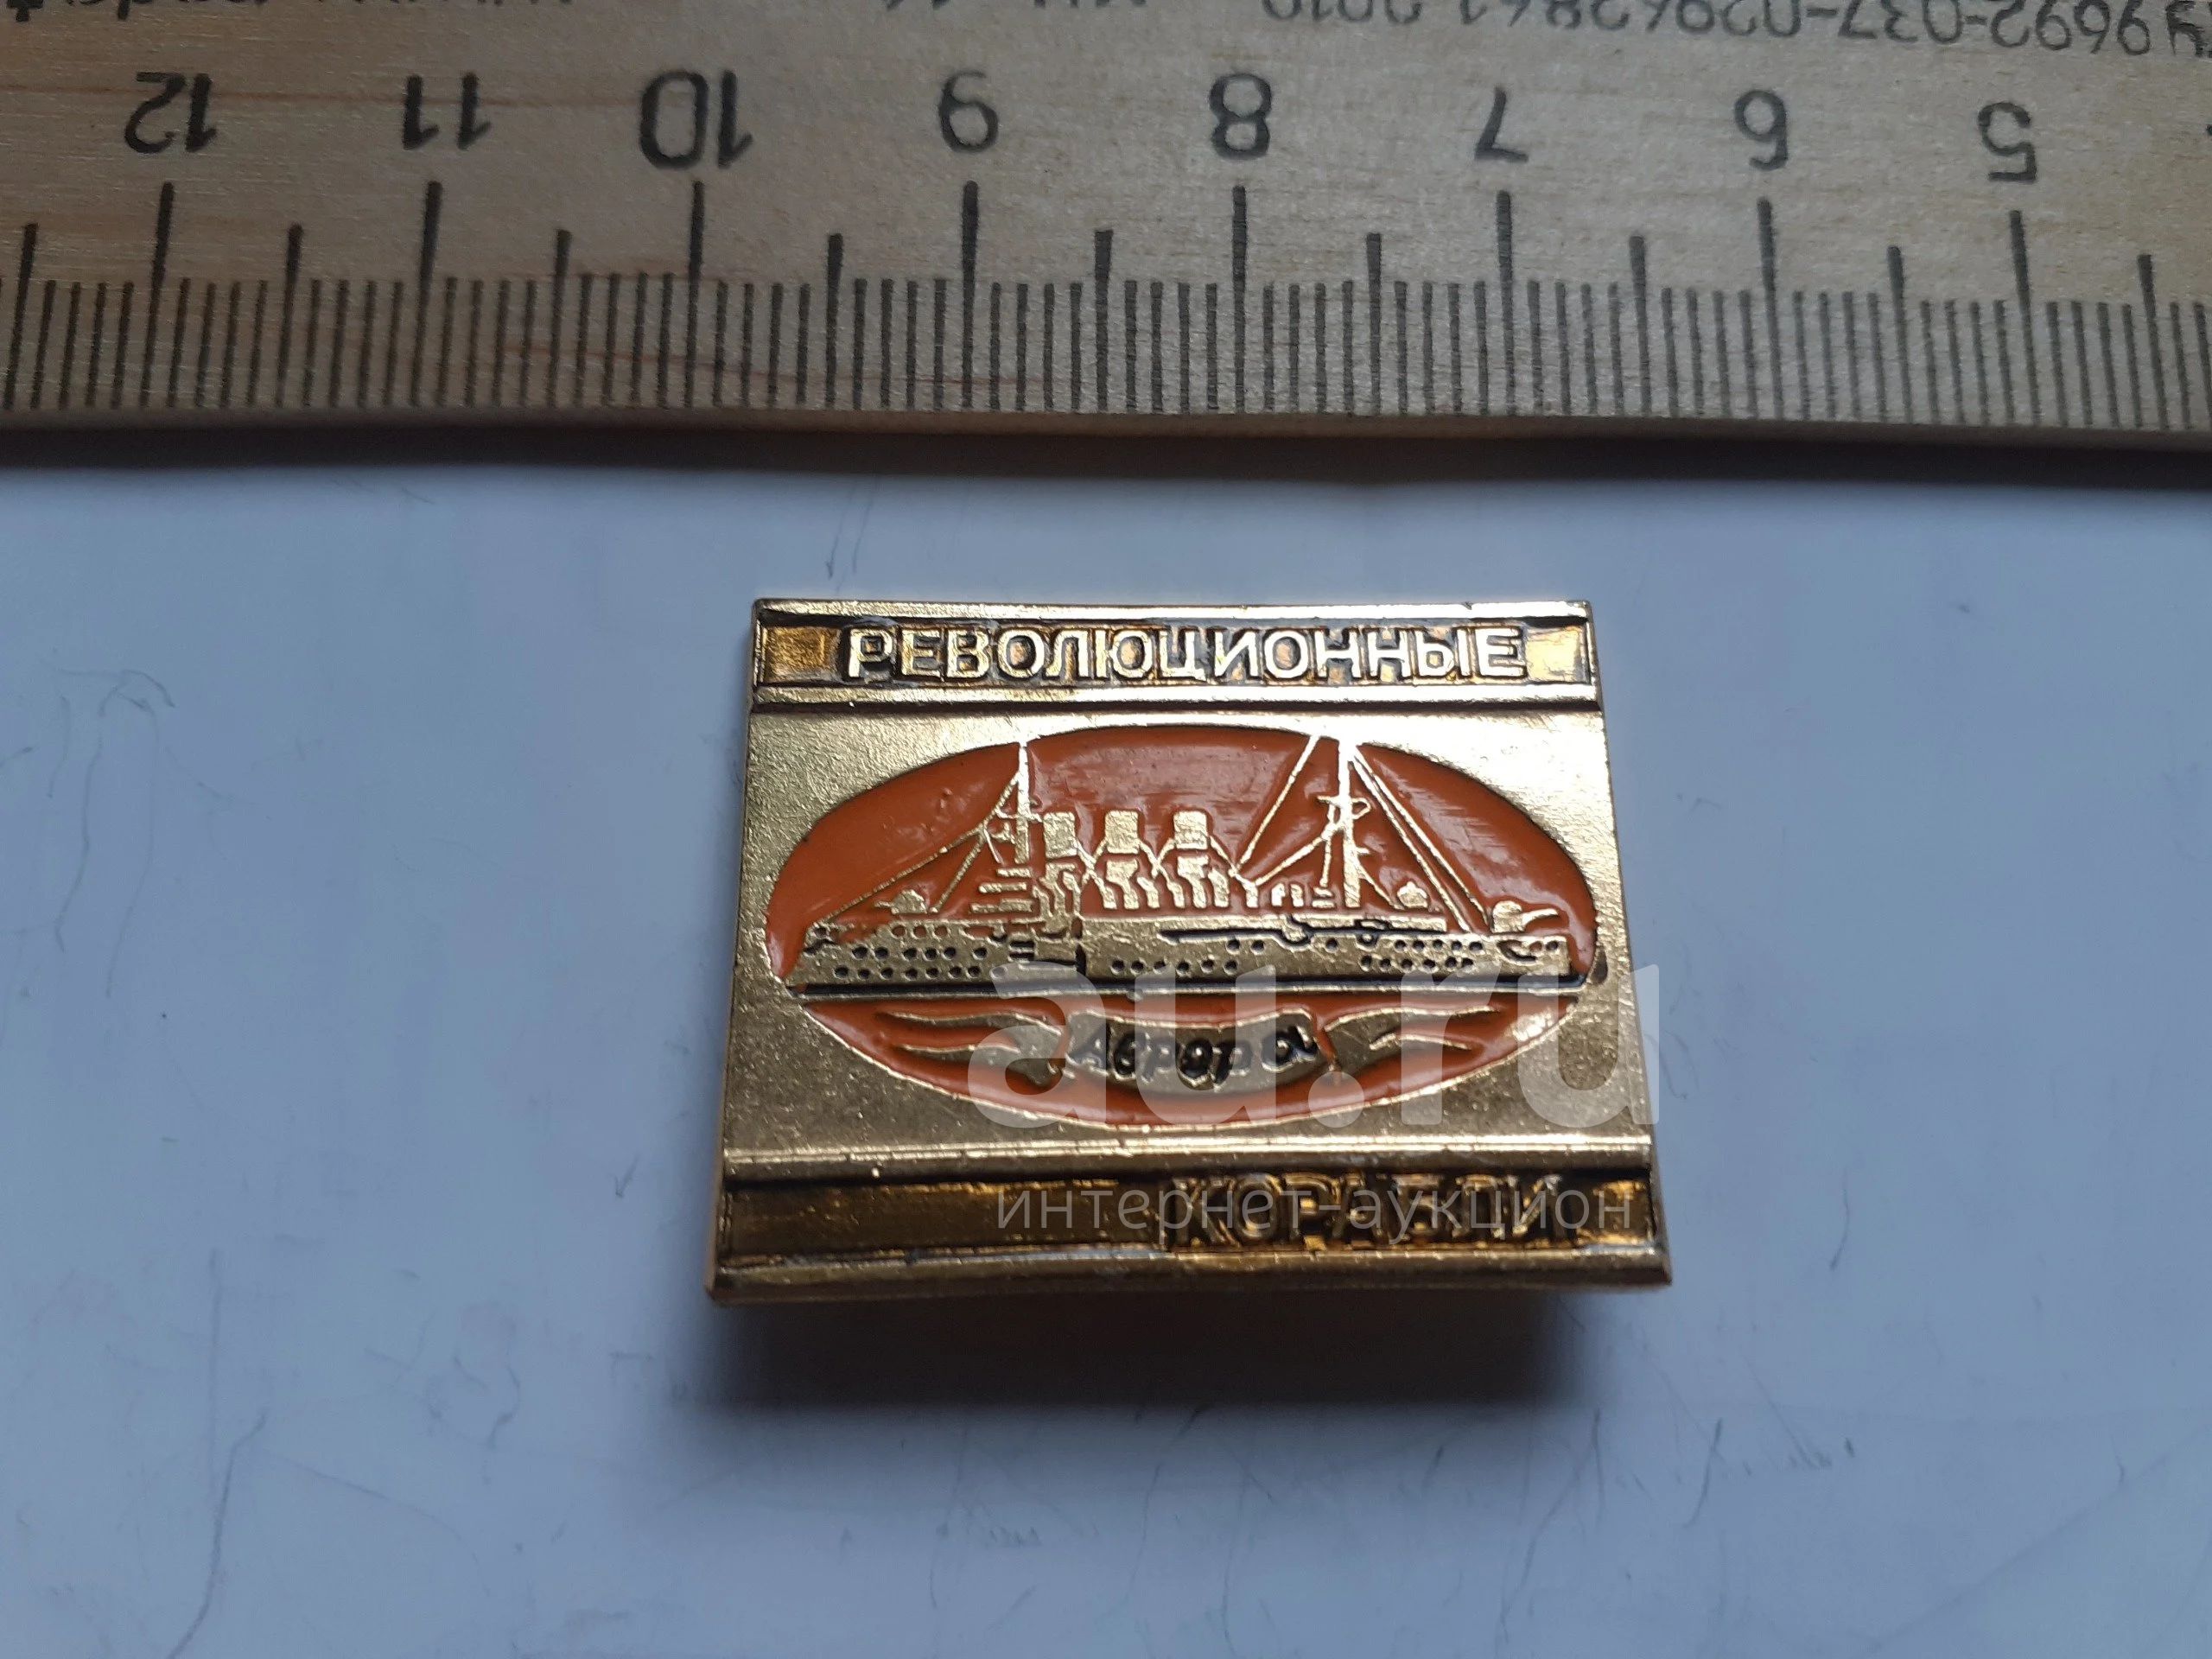 12 11 10 9 8 7 6 5
РЕВОЛЮЦИОННЫЕ
Аврора
au.ru
КОРАБЛИ
интернет-аукцион